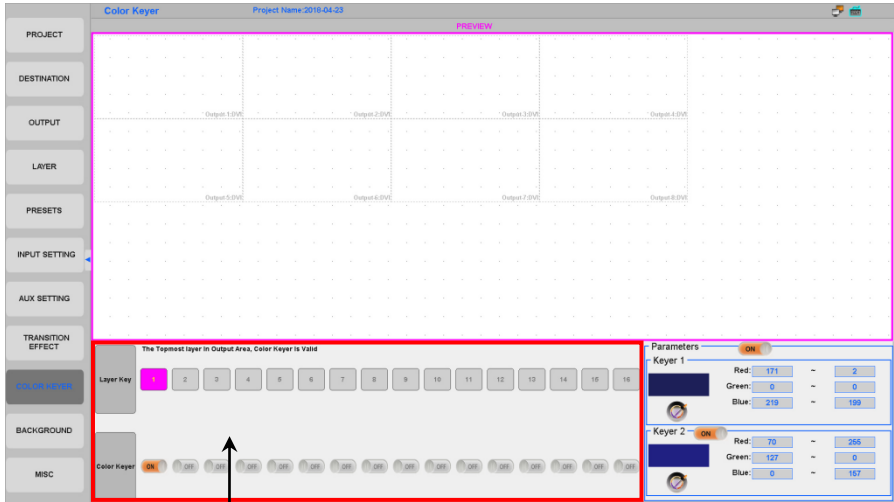 Color Keyer Project Name:2018-04-23
PREVIEW
PROJECT
DESTINATION
OUTPUT
LAYER
PRESETS
INPUT SETTING
AUX SETTING
TRANSITION
EFFECT
COLOR KEYER
BACKGROUND
MISC
Output 1:DVI Output 2:DVI Output 3:DVI Output 4:DVI
Output 5:DVI Output 6:DVI Output 7:DVI Output 8:DVI
The Topmost layer in Output Area, Color Keyer is Valid
Layer Key 1 2 3 4 5 6 7 8 9 10 11 12 13 14 15 16
Color Keyer ON OFF OFF OFF OFF OFF OFF OFF OFF OFF OFF OFF OFF OFF OFF OFF
Parameters ON
Keyer 1
Red: 171 ~ 2
Green: 0 ~ 0
Blue: 219 ~ 199
Keyer 2 ON
Red: 70 ~ 255
Green: 127 ~ 0
Blue: 0 ~ 157